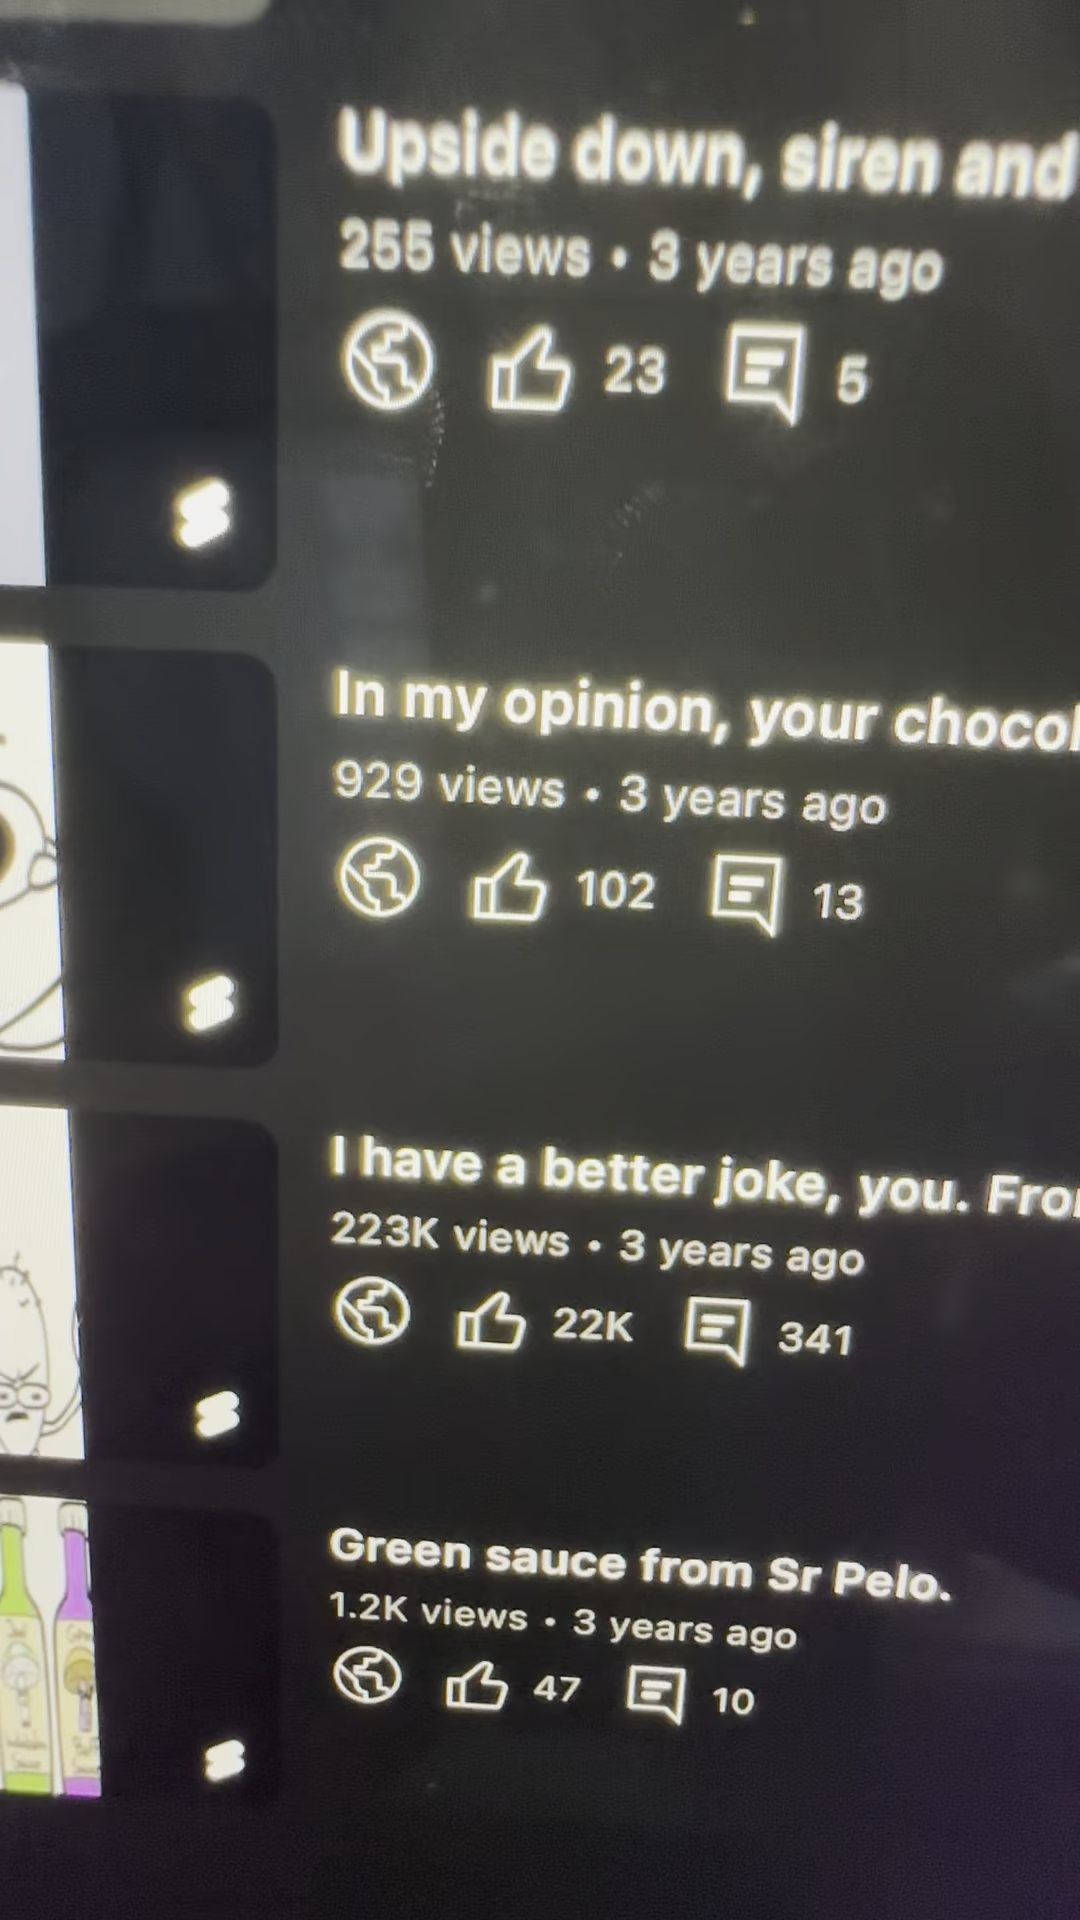 Upside down, siren and
255 views • 3 years ago
23 5
In my opinion, your chocol
929 views • 3 years ago
102 13
I have a better joke, you. Fro
223K views • 3 years ago
22K 341
Green sauce from Sr Pelo.
1.2K views • 3 years ago
47 10
Sauce